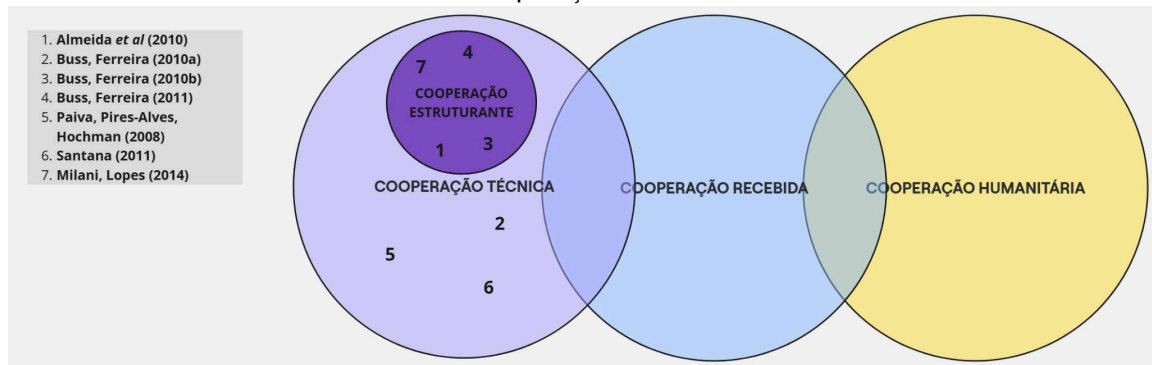 1. Almeida et al (2010)
2. Buss, Ferreira (2010a)
3. Buss, Ferreira (2010b)
4. Buss, Ferreira (2011)
5. Paiva, Pires-Alves,
Hochman (2008)
6. Santana (2011)
7. Milani, Lopes (2014)
4
7
COOPERAÇÃO
ESTRUTURANTE
1
3
COOPERAÇÃO TÉCNICA
COOPERAÇÃO RECEBIDA
COOPERAÇÃO HUMANITÁRIA
2
5
6